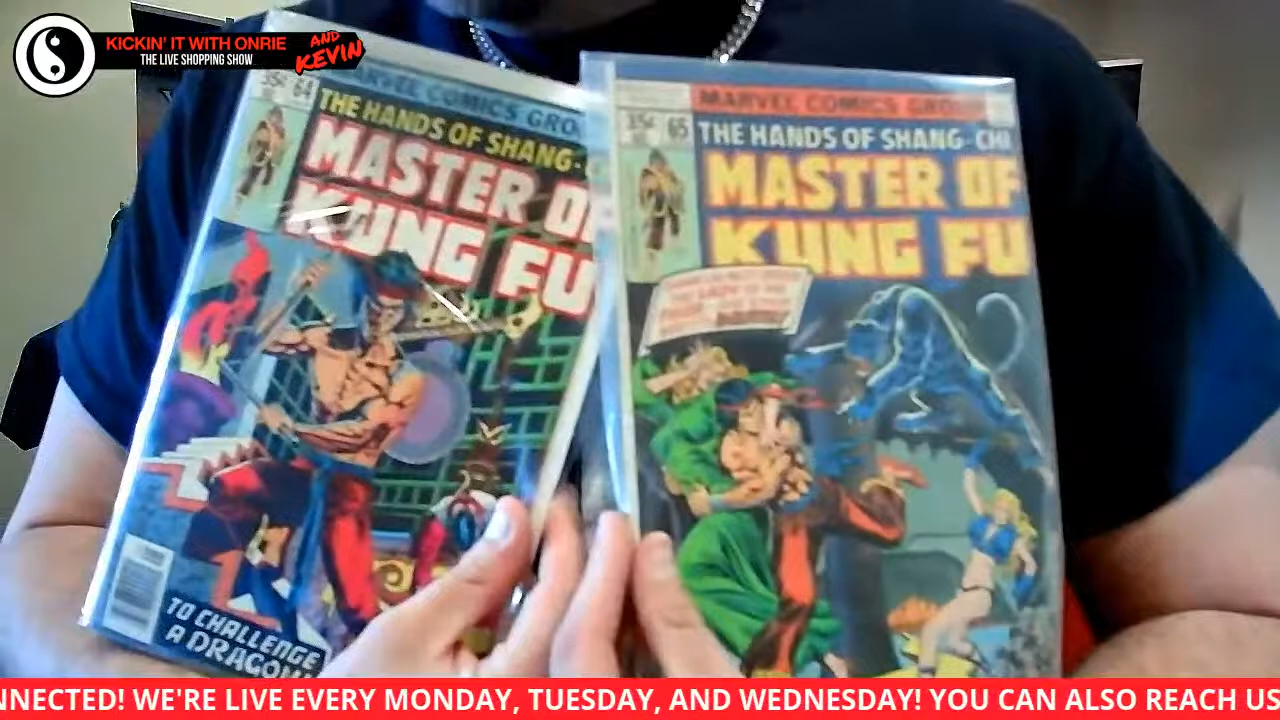 KICKIN' IT WITH ONRIE
AND
KEVIN
THE LIVE SHOPPING SHOW
35¢ 64
MARVEL COMICS GRO
THE HANDS OF SHANG-
MASTER O
KUNG FU
TO CHALLENGE
A DRAGON!
35¢ 65
MARVEL COMICS GROUP
THE HANDS OF SHANG-CHI
MASTER OF
KUNG FU
NNECTED! WE'RE LIVE EVERY MONDAY, TUESDAY, AND WEDNESDAY! YOU CAN ALSO REACH US